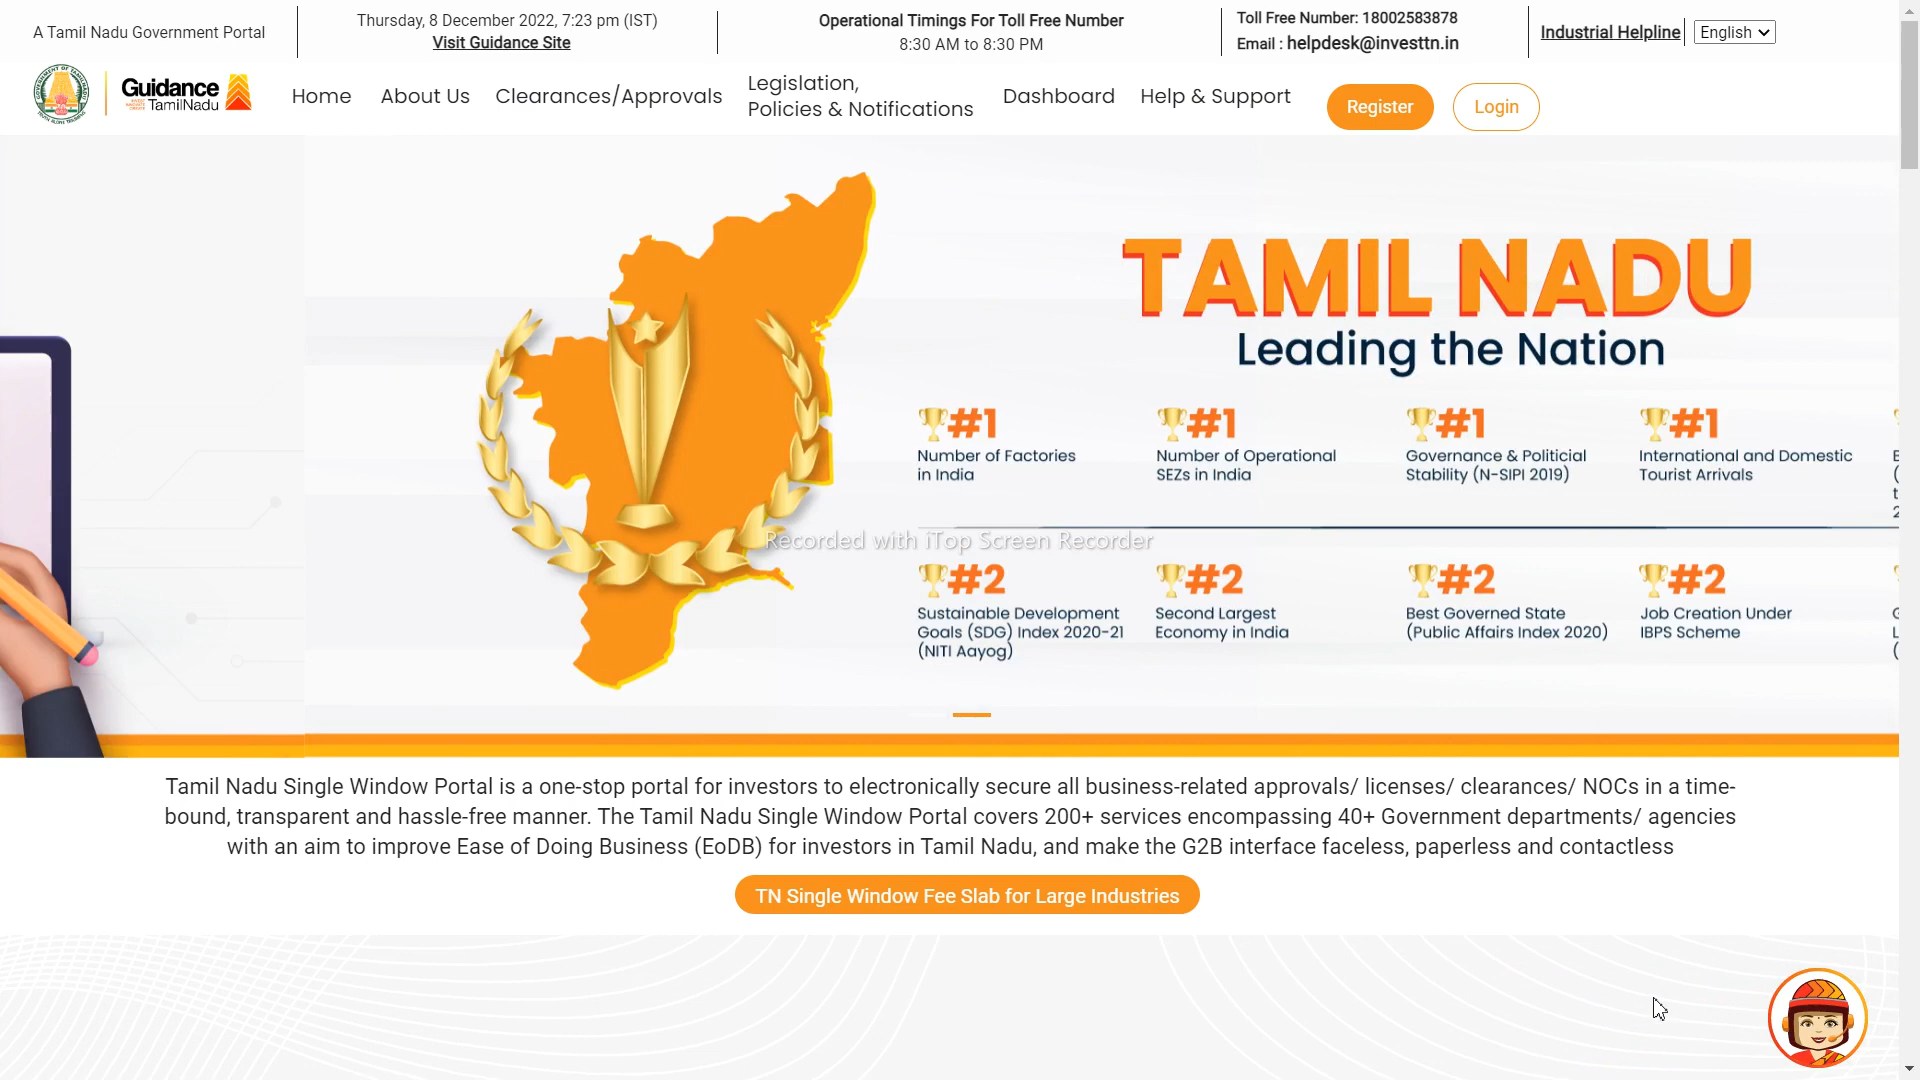 A Tamil Nadu Government Portal
Thursday, 8 December 2022, 7:23 pm (IST)
Visit Guidance Site
Operational Timings For Toll Free Number
8:30 AM to 8:30 PM
Toll Free Number: 18002583878
Email : helpdesk@investtn.in
Industrial Helpline
English
Guidance
TamilNadu
Home
About Us
Clearances/Approvals
Legislation,
Policies & Notifications
Dashboard
Help & Support
Register
Login
TAMIL NADU
Leading the Nation
#1
Number of Factories
in India
#1
Number of Operational
SEZs in India
#1
Governance & Politicial
Stability (N-SIPI 2019)
#1
International and Domestic
Tourist Arrivals
Recorded with iTop Screen Recorder
#2
Sustainable Development
Goals (SDG) Index 2020-21
(NITI Aayog)
#2
Second Largest
Economy in India
#2
Best Governed State
(Public Affairs Index 2020)
#2
Job Creation Under
IBPS Scheme
Tamil Nadu Single Window Portal is a one-stop portal for investors to electronically secure all business-related approvals/ licenses/ clearances/ NOCs in a time-
bound, transparent and hassle-free manner. The Tamil Nadu Single Window Portal covers 200+ services encompassing 40+ Government departments/ agencies
with an aim to improve Ease of Doing Business (EoDB) for investors in Tamil Nadu, and make the G2B interface faceless, paperless and contactless
TN Single Window Fee Slab for Large Industries